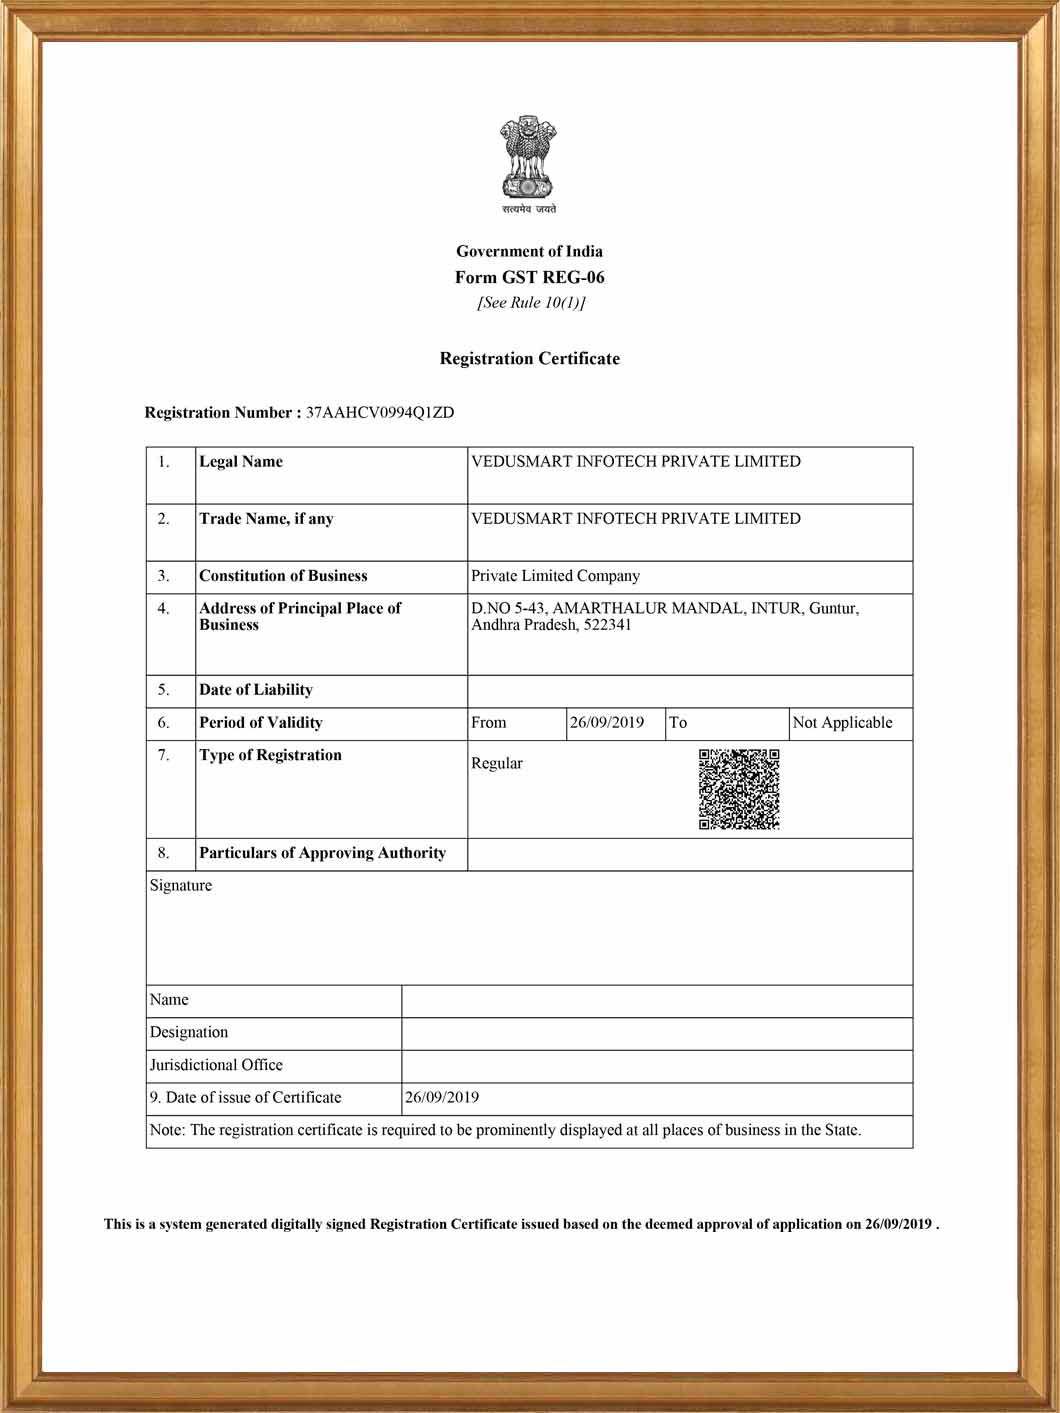 सत्यमेव जयते
Government of India
Form GST REG-06
[See Rule 10(1)]
Registration Certificate
Registration Number : 37AAHCV0994Q1ZD
1. Legal Name VEDUSMART INFOTECH PRIVATE LIMITED
2. Trade Name, if any VEDUSMART INFOTECH PRIVATE LIMITED
3. Constitution of Business Private Limited Company
4. Address of Principal Place of Business D.NO 5-43, AMARTHALUR MANDAL, INTUR, Guntur, Andhra Pradesh, 522341
5. Date of Liability
6. Period of Validity From 26/09/2019 To Not Applicable
7. Type of Registration Regular
8. Particulars of Approving Authority
Signature
Name
Designation
Jurisdictional Office
9. Date of issue of Certificate 26/09/2019
Note: The registration certificate is required to be prominently displayed at all places of business in the State.
This is a system generated digitally signed Registration Certificate issued based on the deemed approval of application on 26/09/2019 .